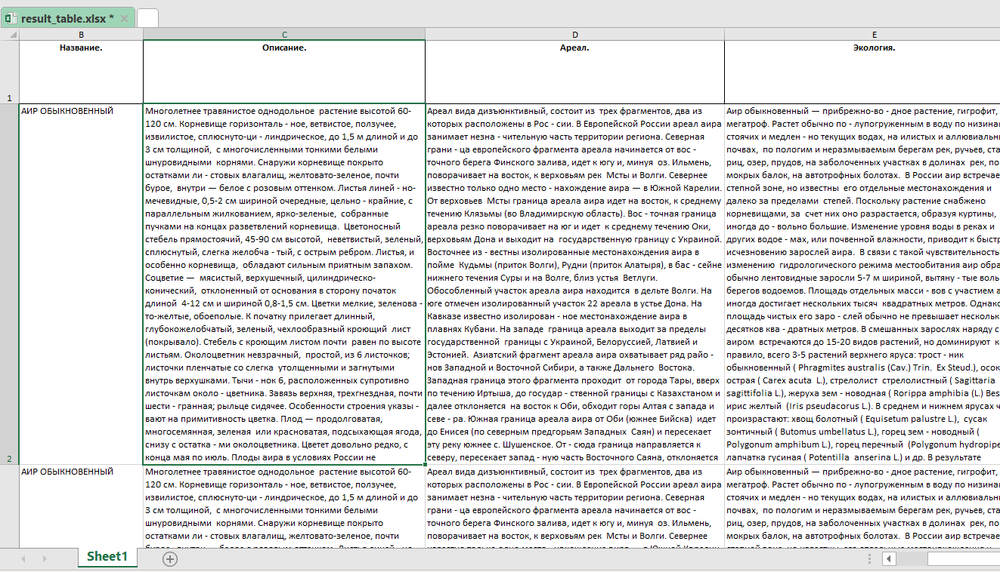 result_table.xlsx *
B C D E
1
Название. Описание. Ареал. Экология.
2
АИР ОБЫКНОВЕННЫЙ
Многолетнее травянистое однодольное растение высотой 60-
120 см. Корневище горизонталь - ное, ветвистое, ползучее,
извилистое, сплюснуто-ци - линдрическое, до 1,5 м длиной и до
3 см толщиной, с многочисленными тонкими белыми
шнуровидными корнями. Снаружи корневище покрыто
остатками ли - стовых влагалищ, желтовато-зеленое, почти
бурое, внутри — белое с розовым оттенком. Листья линей - но-
мечевидные, 0,5-2 см шириной очередные, цельно - крайние, с
параллельным жилкованием, ярко-зеленые, собранные
пучками на концах разветвлений корневища. Цветоносный
стебель прямостоячий, 45-90 см высотой, неветвистый, зеленый,
сплюснутый, слегка желобча - тый, с острым ребром. Листья, и
особенно корневища, обладают сильным приятным запахом.
Соцветие — мясистый, верхушечный, цилиндрическо-
конический, отклоненный от основания в сторону початок
длиной 4-12 см и шириной 0,8-1,5 см. Цветки мелкие, зеленова -
то-желтые, обоеполые. К початку прилегает длинный,
глубокожелобчатый, зеленый, чехлообразный кроющий лист
(покрывало). Стебель с кроющим листом почти равен по высоте
листьям. Околоцветник невзрачный, простой, из 6 листочков;
листочки пленчатые со слегка утолщенными и загнутыми
внутрь верхушками. Тычи - нок 6, расположенных супротивно
листочкам около - цветника. Завязь верхняя, трехгнездная, почти
шести - гранная; рыльце сидячее. Особенности строения указы -
вают на примитивность цветка. Плод — продолговатая,
многосемянная, зеленая или красноватая, подсыхающая ягода,
снизу с остатка - ми околоцветника. Цветет довольно редко, с
конца мая по июль. Плоды аира в условиях России не
Ареал вида дизъюнктивный, состоит из трех фрагментов, два из
которых расположены в Рос - сии. В Европейской России ареал аира
занимает незна - чительную часть территории региона. Северная
грани - ца европейского фрагмента ареала начинается от вос -
точного берега Финского залива, идет к югу и, минуя оз. Ильмень,
поворачивает на восток, к верховьям рек Мсты и Волги. Севернее
известно только одно место - нахождение аира — в Южной Карелии.
От верховьев Мсты граница ареала аира идет на восток, к среднему
течению Клязьмы (во Владимирскую область). Вос - точная граница
ареала резко поворачивает на юг и идет к среднему течению Оки,
верховьям Дона и выходит на государственную границу с Украиной.
Восточнее из - вестны изолированные местонахождения аира в
пойме Кудьмы (приток Волги), Рудни (приток Алатыря), в бас - сейне
нижнего течения Суры и на Волге, близ устья Ветлуги.
Обособленный участок ареала аира находится в дельте Волги. На
юге отмечен изолированный участок 22 ареала в устье Дона. На
Кавказе известно изолирован - ное местонахождение аира в
плавнях Кубани. На западе граница ареала выходит за пределы
государственной границы с Украиной, Белоруссией, Латвией и
Эстонией. Азиатский фрагмент ареала аира охватывает ряд райо -
нов Западной и Восточной Сибири, а также Дальнего Востока.
Западная граница этого фрагмента проходит от города Тары, вверх
по течению Иртыша, до государ - ственной границы с Казахстаном и
далее отклоняется на восток к Оби, обходит горы Алтая с запада и
севе - ра. Южная граница ареала аира от Оби (южнее Бийска) идет
до Енисея (по северным предгорьям Западных Саян) и пересекает
эту реку южнее с. Шушенское. От - сюда граница направляется к
северу, пересекает запад - ную часть Восточного Саяна, отклоняется
Аир обыкновенный — прибрежно-во - дное растение, гигрофит,
мегатроф. Растет обычно по - лупогруженным в воду по низина
стоячих и медлен - но текущих водах, на илистых и аллювиальн
почвах, по пологим и неразмываемым берегам рек, ручьев, ста
риц, озер, прудов, на заболоченных участках в долинах рек, по
мокрых балок, на автотрофных болотах. В России аир встречае
степной зоне, но известны его отдельные местонахождения и
далеко за пределами степей. Поскольку растение снабжено
корневищами, за счет них оно разрастается, образуя куртины,
иногда до - вольно большие. Изменение уровня воды в реках и
других водое - мах, или почвенной влажности, приводит к быстр
исчезновению зарослей аира. В связи с такой чувствительность
изменению гидрологического режима местообитания аир обра
обычно лентовидные заросли 5-7 м шириной, вытяну - тые воль
берегов водоемов. Площадь отдельных масси - вов с участием а
иногда достигает нескольких тысяч квадратных метров. Однако
площадь чистых его заро - слей обычно не превышает нескольк
десятков ква - дратных метров. В смешанных зарослях наряду с
аиром встречаются до 15-20 видов растений, но доминируют к
правило, всего 3-5 растений верхнего яруса: трост - ник
обыкновенный ( Phragmites australis (Cav.) Trin. Ex Steud.), осок
острая ( Carex acuta L.), стрелолист стрелолистный ( Sagittaria
sagittifolia L.), жеруха зем - новодная ( Rorippa amphibia (L.) Bes
ирис желтый (Iris pseudacorus L.). В среднем и нижнем ярусах ч
произрастают: хвощ болотный ( Equisetum palustre L.), сусак
зонтичный ( Butomus umbellatus L.), горец зем - новодный (
Polygonum amphibum L.), горец перечный (Polygonum hydropipe
лапчатка гусиная ( Potentilla anserina L.) и др. В результате
АИР ОБЫКНОВЕННЫЙ
Многолетнее травянистое однодольное растение высотой 60-
120 см. Корневище горизонталь - ное, ветвистое, ползучее,
извилистое, сплюснуто-ци - линдрическое, до 1,5 м длиной и до
3 см толщиной, с многочисленными тонкими белыми
шнуровидными корнями. Снаружи корневище покрыто
остатками ли - стовых влагалищ, желтовато-зеленое, почти
Ареал вида дизъюнктивный, состоит из трех фрагментов, два из
которых расположены в Рос - сии. В Европейской России ареал аира
занимает незна - чительную часть территории региона. Северная
грани - ца европейского фрагмента ареала начинается от вос -
точного берега Финского залива, идет к югу и, минуя оз. Ильмень,
поворачивает на восток, к верховьям рек Мсты и Волги. Севернее
Аир обыкновенный — прибрежно-во - дное растение, гигрофит,
мегатроф. Растет обычно по - лупогруженным в воду по низина
стоячих и медлен - но текущих водах, на илистых и аллювиальн
почвах, по пологим и неразмываемым берегам рек, ручьев, ста
риц, озер, прудов, на заболоченных участках в долинах рек, по
мокрых балок, на автотрофных болотах. В России аир встречае
Sheet1